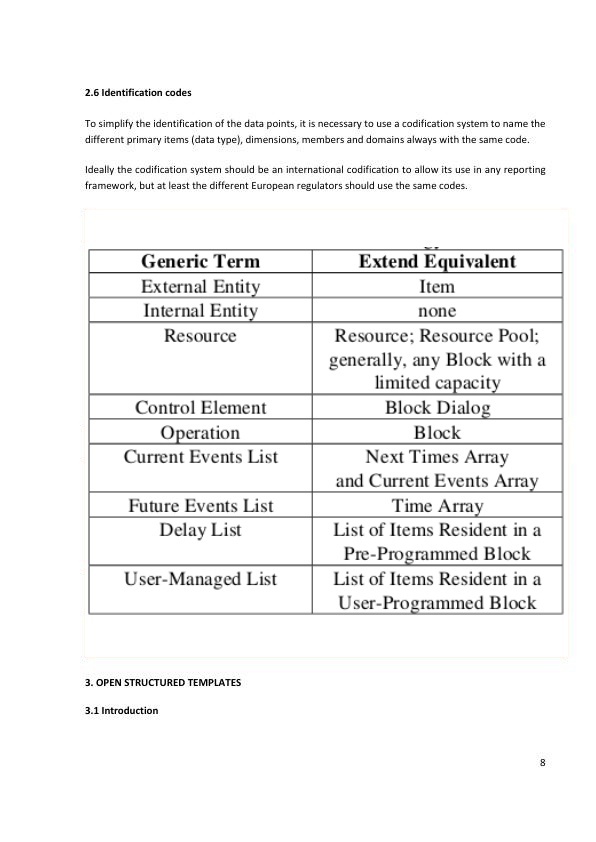 2.6 Identification codes
To simplify the identification of the data points, it is necessary to use a codification system to name the
different primary items (data type), dimensions, members and domains always with the same code.
Ideally the codification system should be an international codification to allow its use in any reporting
framework, but at least the different European regulators should use the same codes.
Generic Term Extend Equivalent
External Entity Item
Internal Entity none
Resource Resource; Resource Pool;
generally, any Block with a
limited capacity
Control Element Block Dialog
Operation Block
Current Events List Next Times Array
and Current Events Array
Future Events List Time Array
Delay List List of Items Resident in a
Pre-Programmed Block
User-Managed List List of Items Resident in a
User-Programmed Block
3. OPEN STRUCTURED TEMPLATES
3.1 Introduction
8